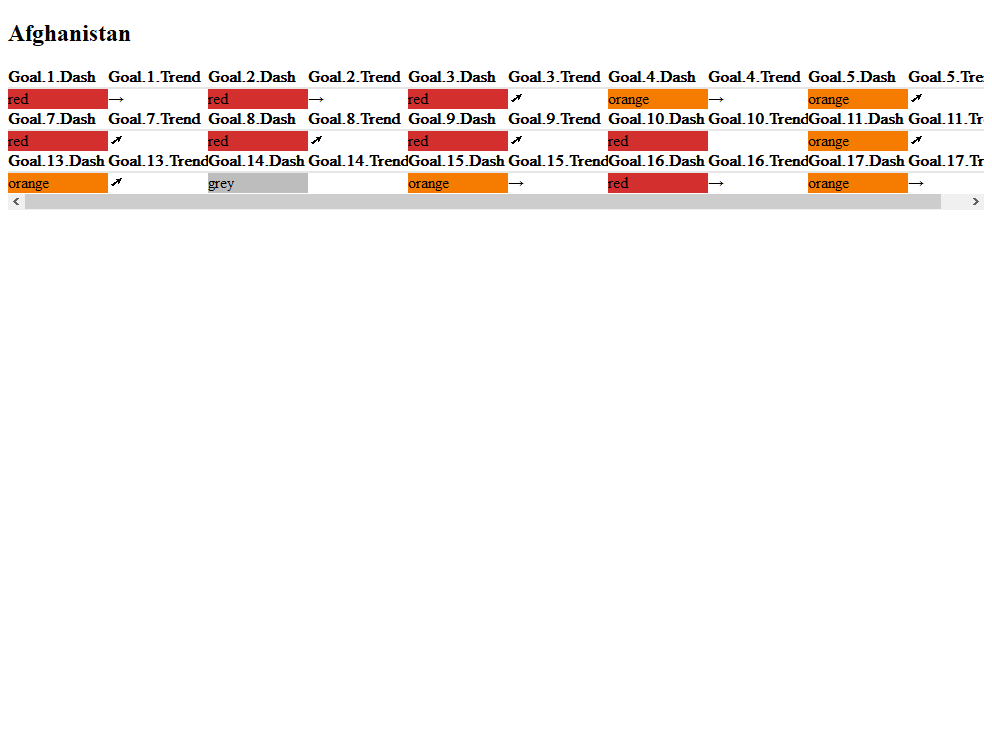 Afghanistan
Goal.1.Dash Goal.1.Trend Goal.2.Dash Goal.2.Trend Goal.3.Dash Goal.3.Trend Goal.4.Dash Goal.4.Trend Goal.5.Dash Goal.5.Tre
red → red → red ↗ orange → orange ↗
Goal.7.Dash Goal.7.Trend Goal.8.Dash Goal.8.Trend Goal.9.Dash Goal.9.Trend Goal.10.Dash Goal.10.Trend Goal.11.Dash Goal.11.Tr
red ↗ red ↗ red ↗ red orange ↗
Goal.13.Dash Goal.13.Trend Goal.14.Dash Goal.14.Trend Goal.15.Dash Goal.15.Trend Goal.16.Dash Goal.16.Trend Goal.17.Dash Goal.17.Tr
orange ↗ grey orange → red → orange →